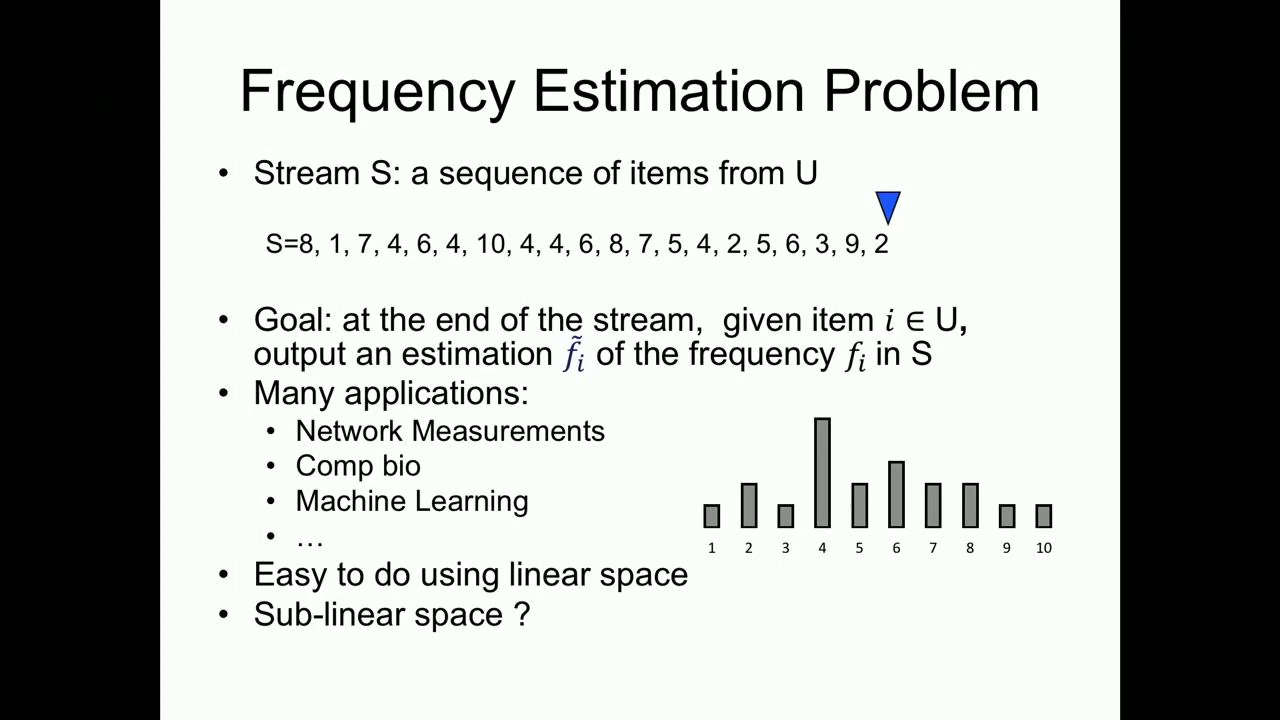 Frequency Estimation Problem
• Stream S: a sequence of items from U
S=8, 1, 7, 4, 6, 4, 10, 4, 4, 6, 8, 7, 5, 4, 2, 5, 6, 3, 9, 2
• Goal: at the end of the stream, given item 𝑖 ∈ U,
output an estimation f̃ᵢ of the frequency fᵢ in S
• Many applications:
• Network Measurements
• Comp bio
• Machine Learning
• …
1 2 3 4 5 6 7 8 9 10
• Easy to do using linear space
• Sub-linear space ?